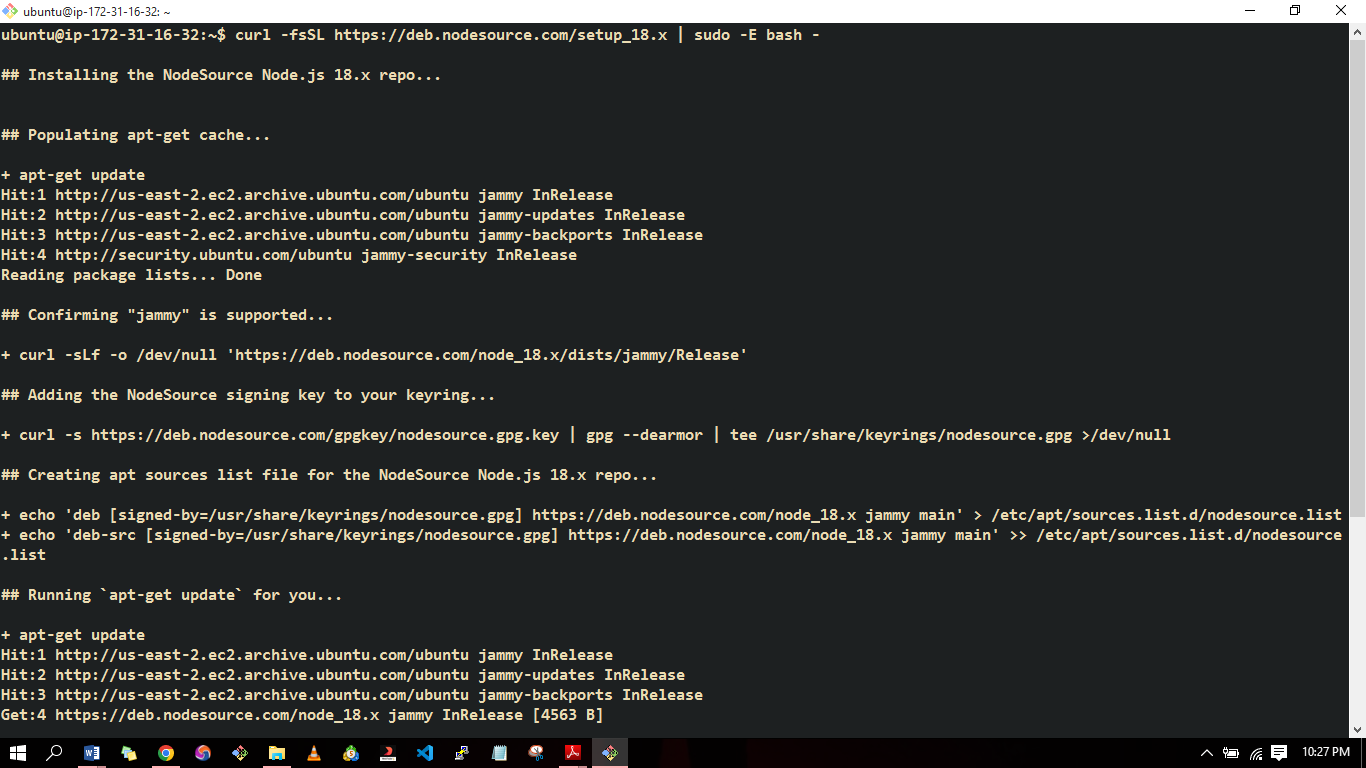 ubuntu@ip-172-31-16-32: ~
ubuntu@ip-172-31-16-32:~$ curl -fsSL https://deb.nodesource.com/setup_18.x | sudo -E bash -
## Installing the NodeSource Node.js 18.x repo...
## Populating apt-get cache...
+ apt-get update
Hit:1 http://us-east-2.ec2.archive.ubuntu.com/ubuntu jammy InRelease
Hit:2 http://us-east-2.ec2.archive.ubuntu.com/ubuntu jammy-updates InRelease
Hit:3 http://us-east-2.ec2.archive.ubuntu.com/ubuntu jammy-backports InRelease
Hit:4 http://security.ubuntu.com/ubuntu jammy-security InRelease
Reading package lists... Done
## Confirming "jammy" is supported...
+ curl -sLf -o /dev/null 'https://deb.nodesource.com/node_18.x/dists/jammy/Release'
## Adding the NodeSource signing key to your keyring...
+ curl -s https://deb.nodesource.com/gpgkey/nodesource.gpg.key | gpg --dearmor | tee /usr/share/keyrings/nodesource.gpg >/dev/null
## Creating apt sources list file for the NodeSource Node.js 18.x repo...
+ echo 'deb [signed-by=/usr/share/keyrings/nodesource.gpg] https://deb.nodesource.com/node_18.x jammy main' > /etc/apt/sources.list.d/nodesource.list
+ echo 'deb-src [signed-by=/usr/share/keyrings/nodesource.gpg] https://deb.nodesource.com/node_18.x jammy main' >> /etc/apt/sources.list.d/nodesource
.list
## Running `apt-get update` for you...
+ apt-get update
Hit:1 http://us-east-2.ec2.archive.ubuntu.com/ubuntu jammy InRelease
Hit:2 http://us-east-2.ec2.archive.ubuntu.com/ubuntu jammy-updates InRelease
Hit:3 http://us-east-2.ec2.archive.ubuntu.com/ubuntu jammy-backports InRelease
Get:4 https://deb.nodesource.com/node_18.x jammy InRelease [4563 B]
10:27 PM